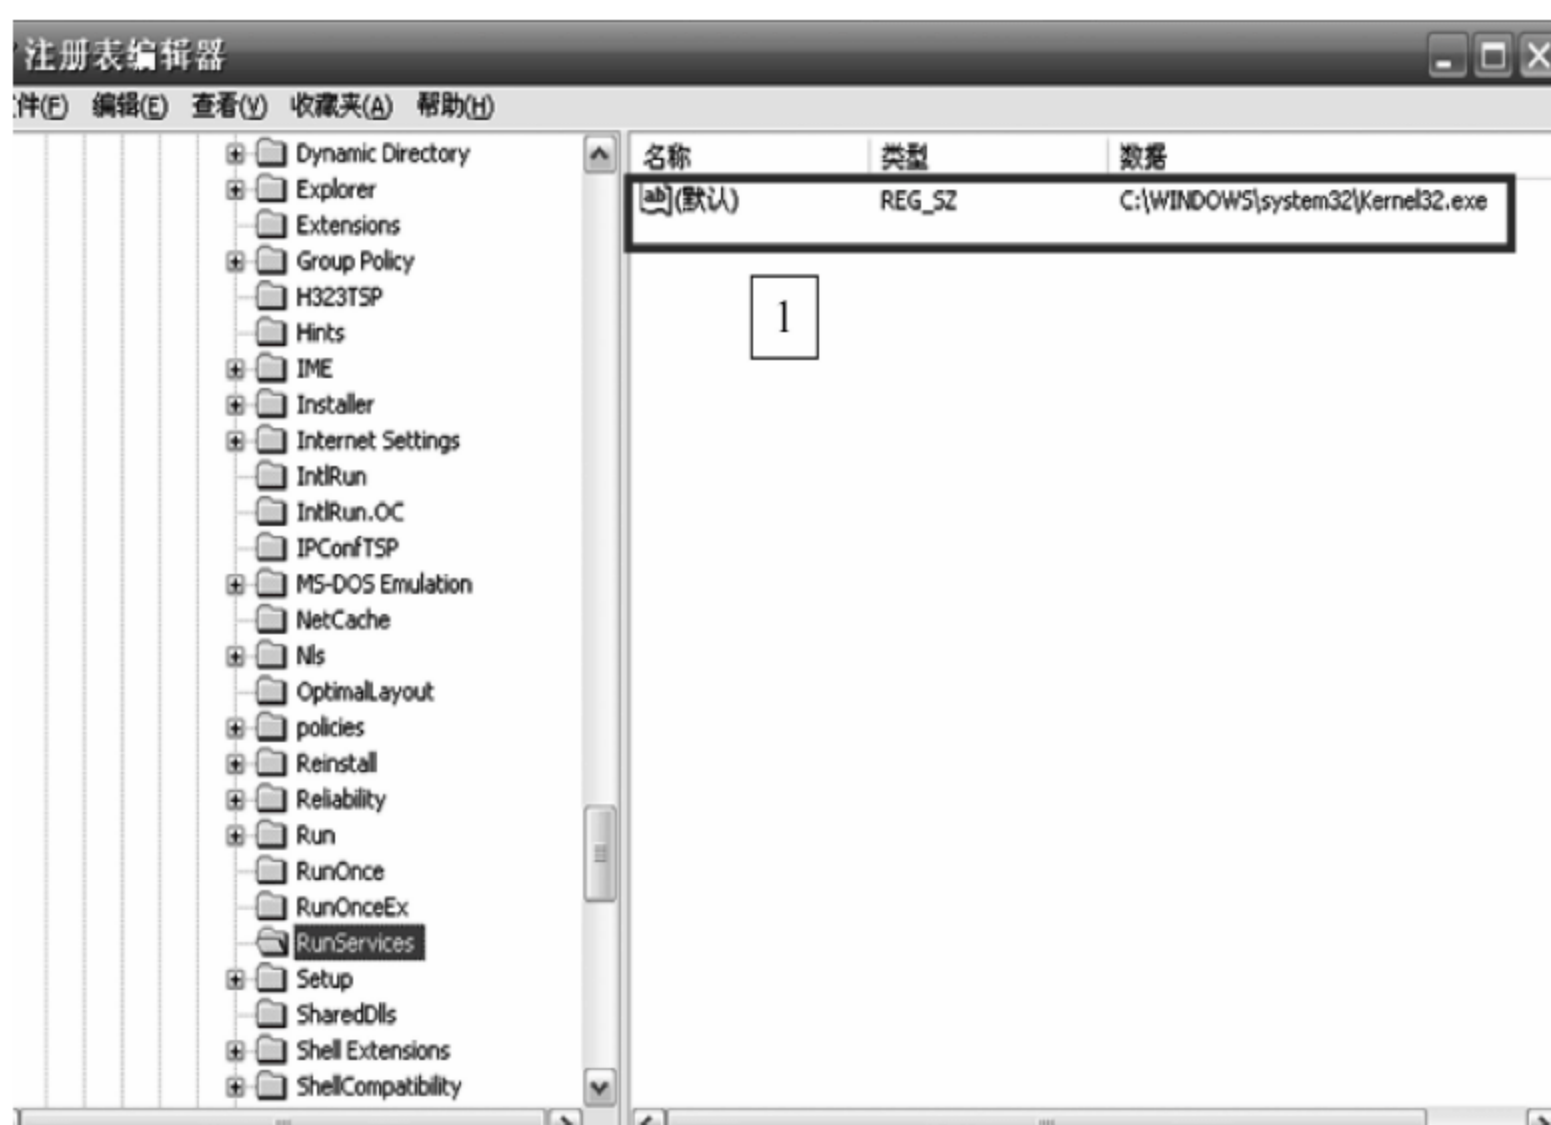 注册表编辑器
件(F) 编辑(E) 查看(V) 收藏夹(A) 帮助(H)
Dynamic Directory
Explorer
Extensions
Group Policy
H323TSP
Hints
IME
Installer
Internet Settings
IntlRun
IntlRun.OC
IPConfTSP
MS-DOS Emulation
NetCache
Nls
OptimalLayout
policies
Reinstall
Reliability
Run
RunOnce
RunOnceEx
RunServices
Setup
SharedDlls
Shell Extensions
ShellCompatibility
名称 类型 数据
ab (默认) REG_SZ C:\WINDOWS\system32\Kernel32.exe
1